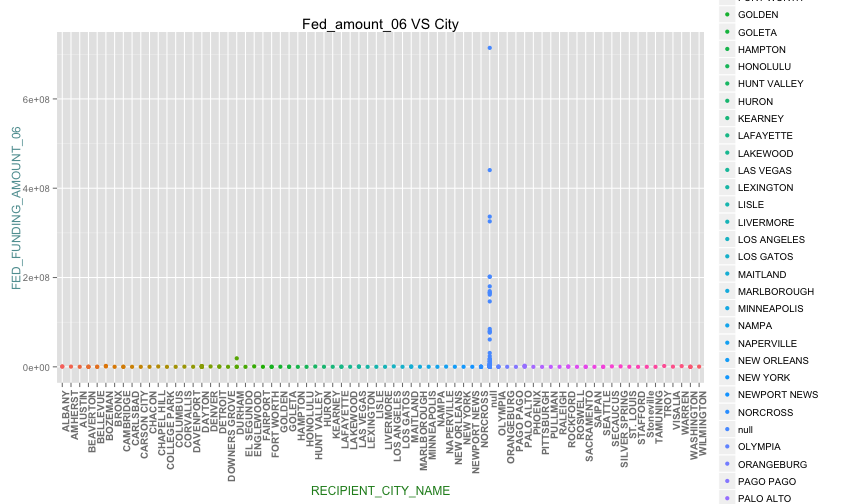 Fed_amount_06 VS City
FED_FUNDING_AMOUNT_06
6e+08
4e+08
2e+08
0e+00
ALBANY
AMHERST
AUSTIN
BEAVERTON
BELLEVUE
BOZEMAN
BRONX
CAMBRIDGE
CARLSBAD
CARSON CITY
CHACON
CHAPEL HILL
COLLEGE PARK
COLUMBUS
CORVALLIS
DAVENPORT
DAYTON
DENVER
DETROIT
DOWNERS GROVE
DURHAM
EL SEGUNDO
ENGLEWOOD
FAIRPORT
FORT WORTH
GOLDEN
GOLETA
HAMPTON
HONOLULU
HUNT VALLEY
HURON
KEARNEY
LAFAYETTE
LAKEWOOD
LAS VEGAS
LEXINGTON
LISLE
LIVERMORE
LOS ANGELES
LOS GATOS
MAITLAND
MARLBOROUGH
MINNEAPOLIS
NAMPA
NAPERVILLE
NEW ORLEANS
NEW YORK
NEWPORT NEWS
NORCROSS
null
OLYMPIA
ORANGEBURG
PAGO PAGO
PALO ALTO
PHOENIX
PITTSBURGH
PULLMAN
RALEIGH
ROCKFORD
ROSWELL
SACRAMENTO
SAIPAN
SEATTLE
SECAUCUS
SILVER SPRING
ST. LOUIS
STAFFORD
Stoneville
TAMUNING
TROY
VISALIA
WARREN
WASHINGTON
WILMINGTON
RECIPIENT_CITY_NAME
GOLDEN
GOLETA
HAMPTON
HONOLULU
HUNT VALLEY
HURON
KEARNEY
LAFAYETTE
LAKEWOOD
LAS VEGAS
LEXINGTON
LISLE
LIVERMORE
LOS ANGELES
LOS GATOS
MAITLAND
MARLBOROUGH
MINNEAPOLIS
NAMPA
NAPERVILLE
NEW ORLEANS
NEW YORK
NEWPORT NEWS
NORCROSS
null
OLYMPIA
ORANGEBURG
PAGO PAGO
PALO ALTO